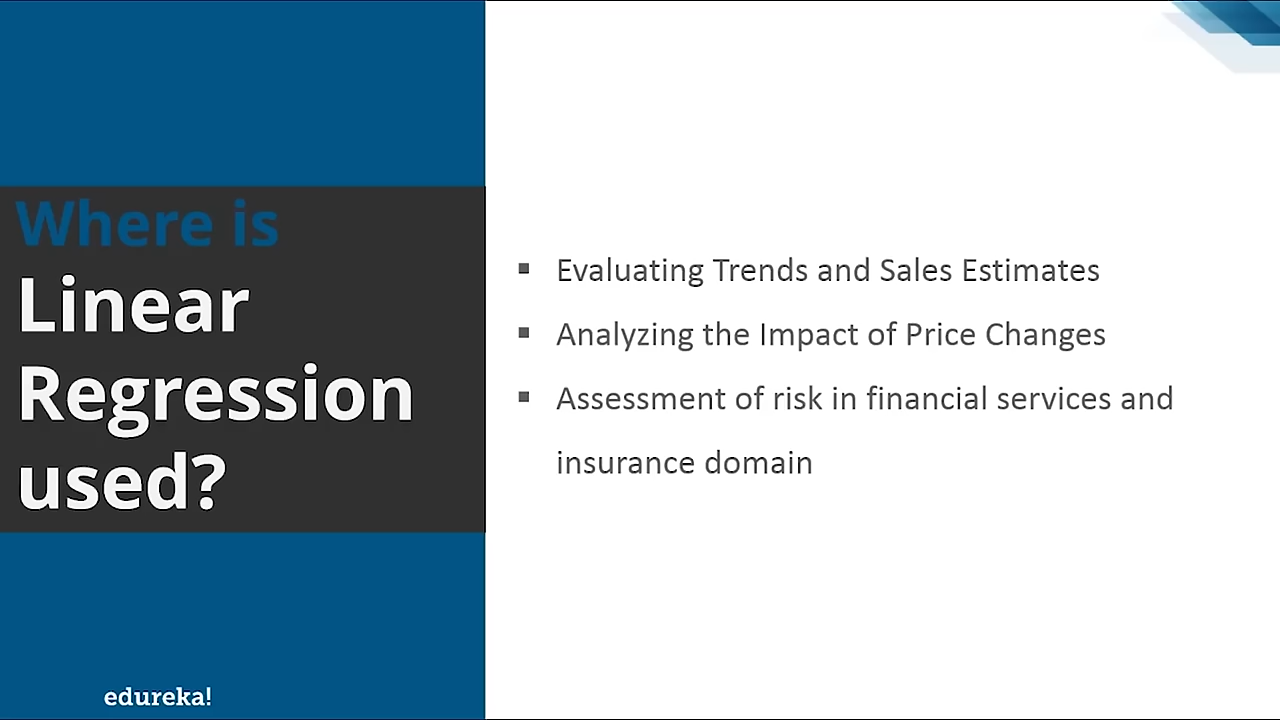 Where is
Linear
Regression
used?
▪ Evaluating Trends and Sales Estimates
▪ Analyzing the Impact of Price Changes
▪ Assessment of risk in financial services and
insurance domain
edureka!